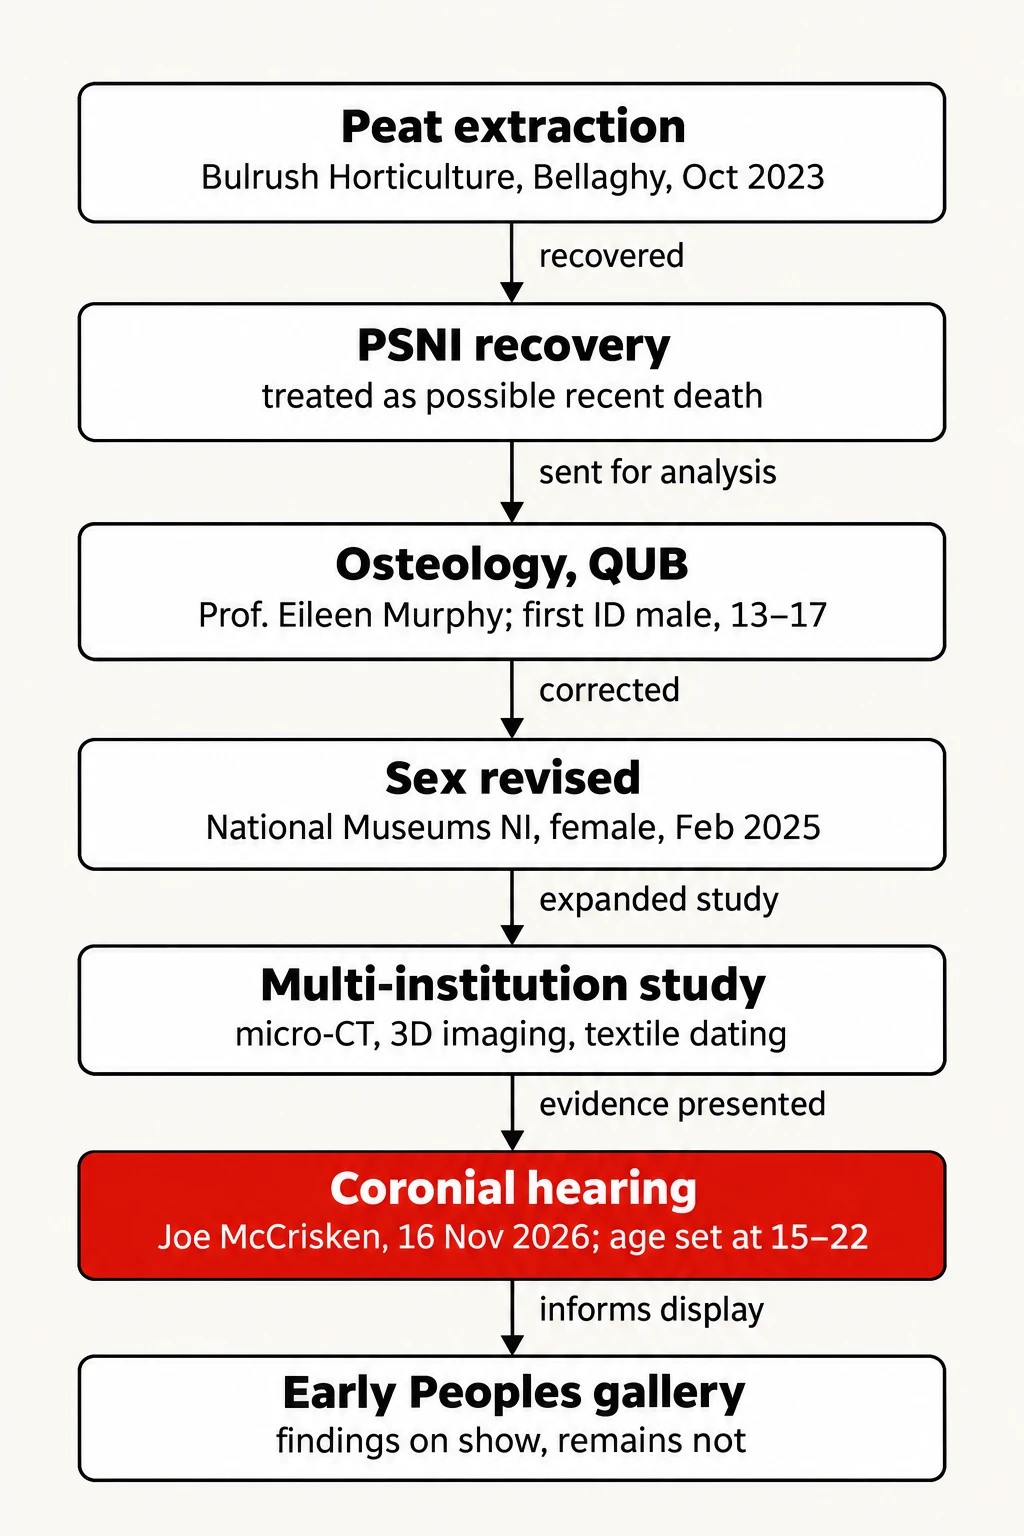 Peat extraction
Bulrush Horticulture, Bellaghy, Oct 2023
recovered
PSNI recovery
treated as possible recent death
sent for analysis
Osteology, QUB
Prof. Eileen Murphy; first ID male, 13–17
corrected
Sex revised
National Museums NI, female, Feb 2025
expanded study
Multi-institution study
micro-CT, 3D imaging, textile dating
evidence presented
Coronial hearing
Joe McCrisken, 16 Nov 2026; age set at 15–22
informs display
Early Peoples gallery
findings on show, remains not